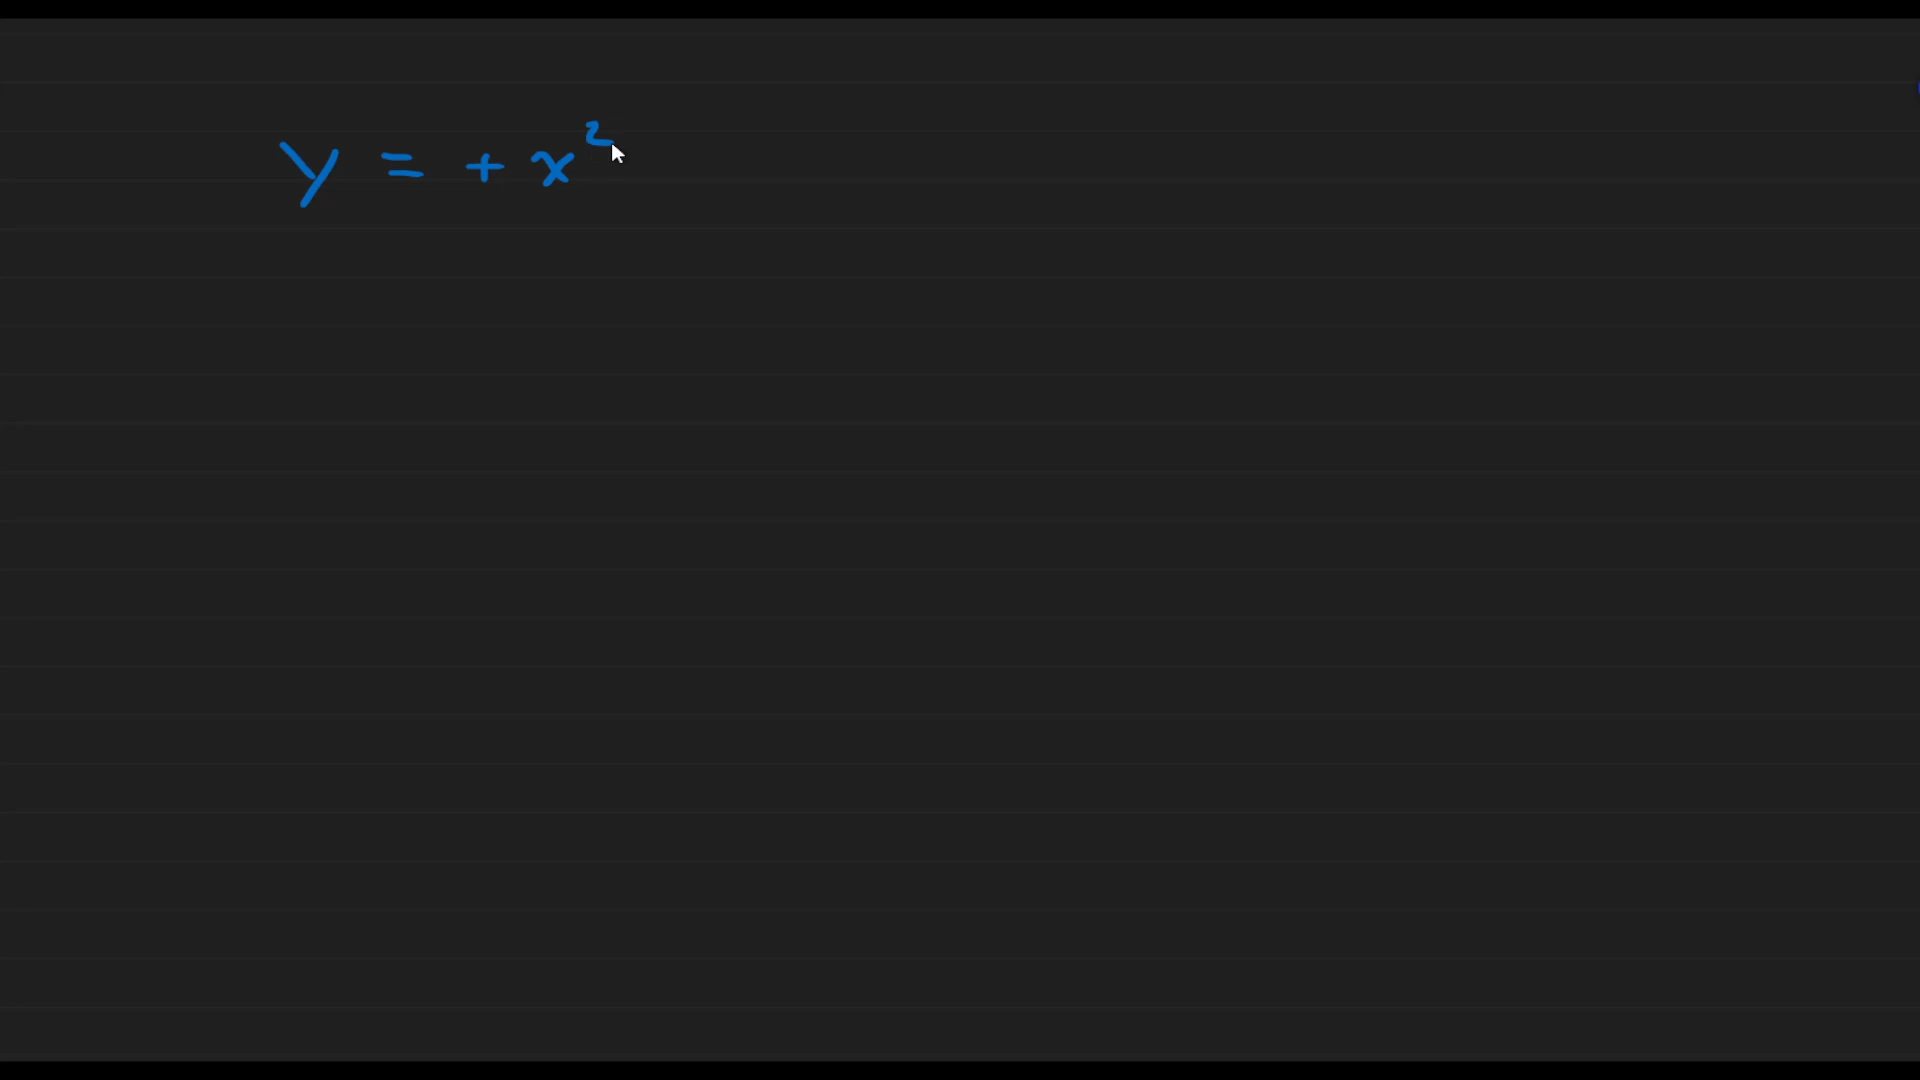 y = + x²